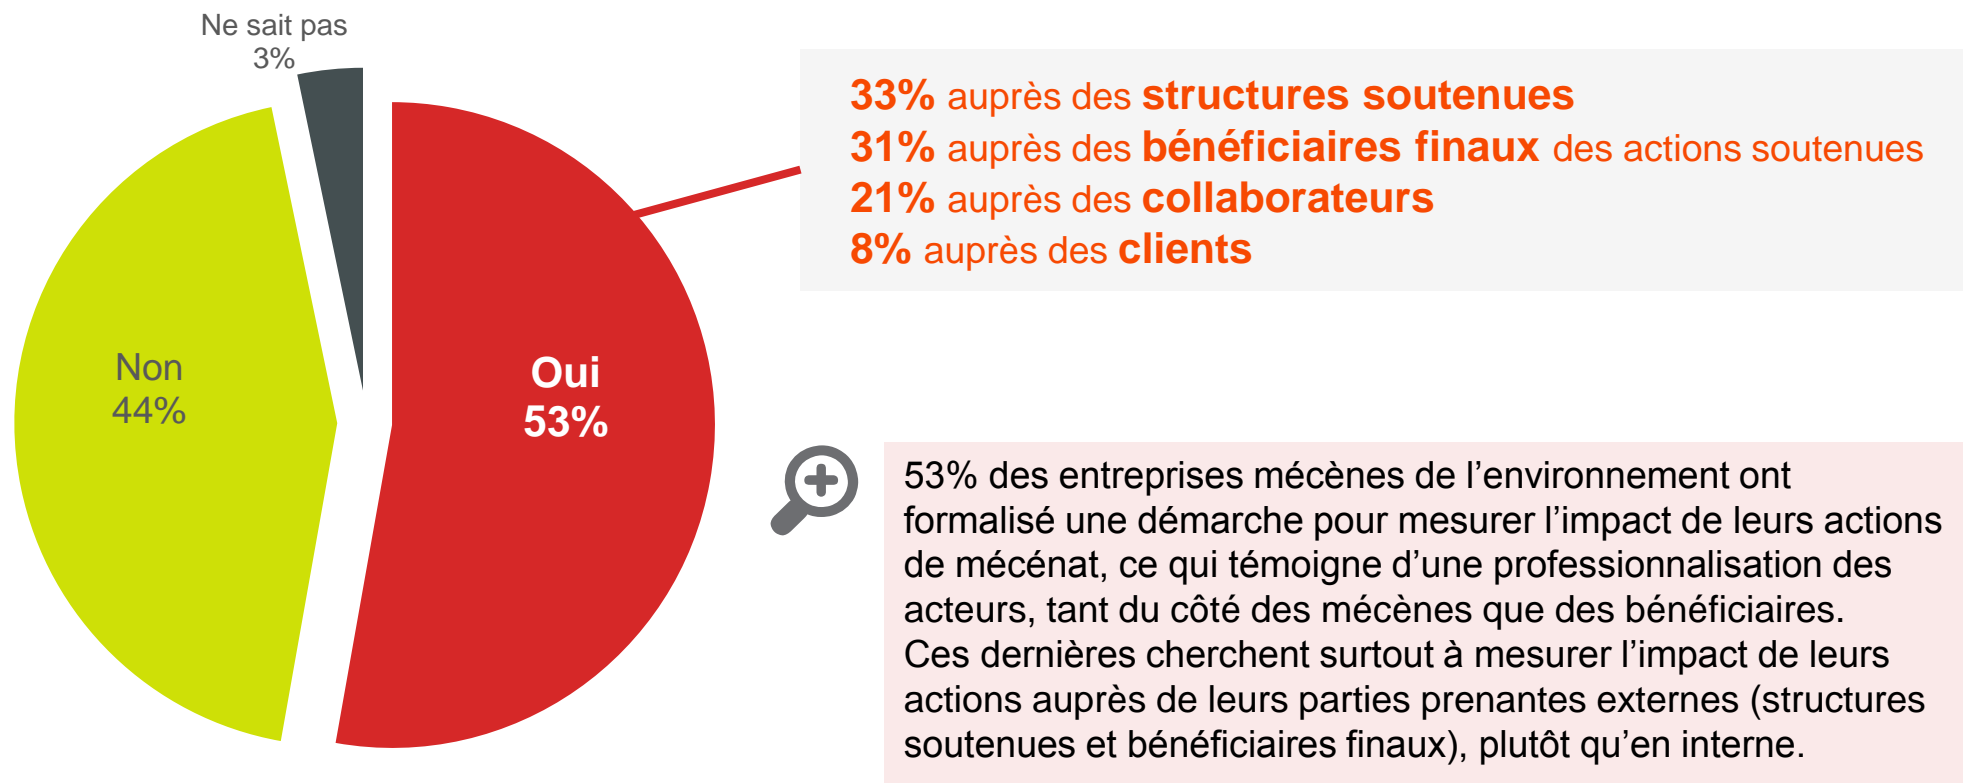 Ne sait pas
3%
33% auprès des structures soutenues
31% auprès des bénéficiaires finaux des actions soutenues
21% auprès des collaborateurs
8% auprès des clients
Non
44%
Oui
53%
53% des entreprises mécènes de l’environnement ont
formalisé une démarche pour mesurer l’impact de leurs actions
de mécénat, ce qui témoigne d’une professionnalisation des
acteurs, tant du côté des mécènes que des bénéficiaires.
Ces dernières cherchent surtout à mesurer l’impact de leurs
actions auprès de leurs parties prenantes externes (structures
soutenues et bénéficiaires finaux), plutôt qu’en interne.